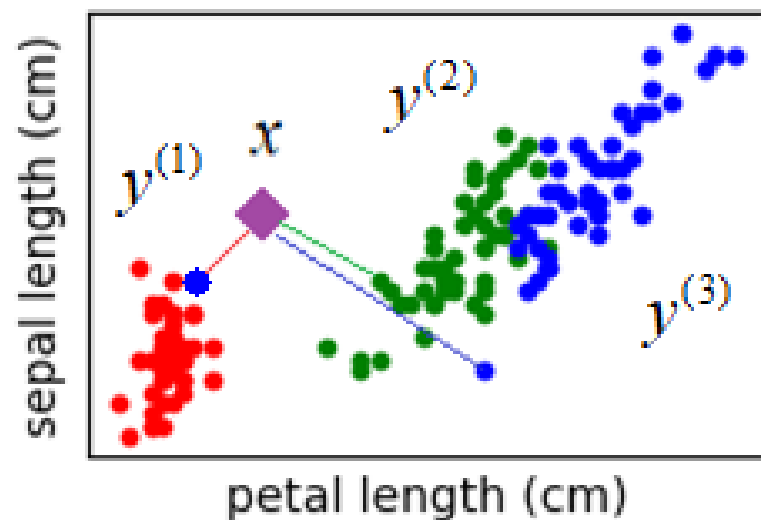 y(2)
x
y(1)
y(3)
sepal length (cm)
petal length (cm)